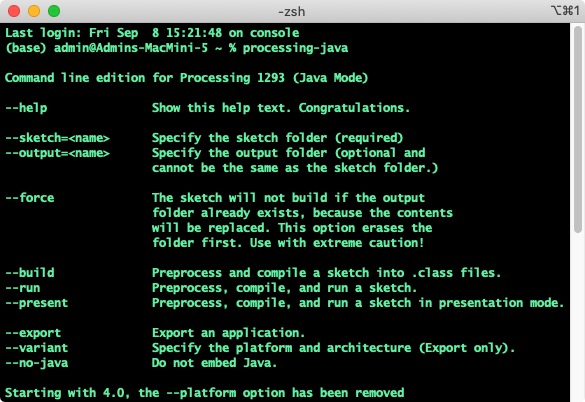 -zsh
⌥⌘1
Last login: Fri Sep  8 15:21:48 on console
(base) admin@Admins-MacMini-5 ~ % processing-java
Command line edition for Processing 1293 (Java Mode)
--help               Show this help text. Congratulations.
--sketch=<name>      Specify the sketch folder (required)
--output=<name>      Specify the output folder (optional and
                     cannot be the same as the sketch folder.)
--force              The sketch will not build if the output
                     folder already exists, because the contents
                     will be replaced. This option erases the
                     folder first. Use with extreme caution!
--build              Preprocess and compile a sketch into .class files.
--run                Preprocess, compile, and run a sketch.
--present            Preprocess, compile, and run a sketch in presentation mode.
--export             Export an application.
--variant            Specify the platform and architecture (Export only).
--no-java            Do not embed Java.
Starting with 4.0, the --platform option has been removed